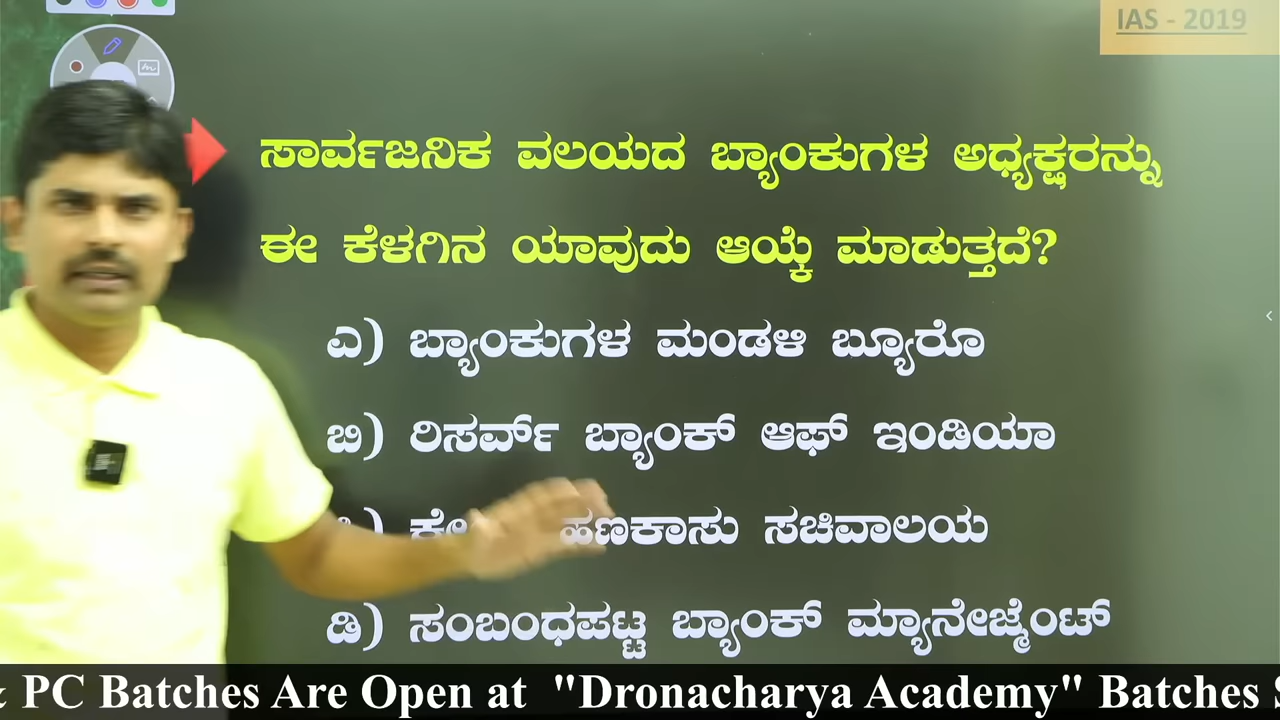 IAS - 2019
ಸಾರ್ವಜನಿಕ ವಲಯದ ಬ್ಯಾಂಕುಗಳ ಅಧ್ಯಕ್ಷರನ್ನು
ಈ ಕೆಳಗಿನ ಯಾವುದು ಆಯ್ಕೆ ಮಾಡುತ್ತದೆ?
ಎ) ಬ್ಯಾಂಕುಗಳ ಮಂಡಳಿ ಬ್ಯೂರೊ
ಬಿ) ರಿಸರ್ವ್ ಬ್ಯಾಂಕ್ ಆಫ್ ಇಂಡಿಯಾ
ಹಣಕಾಸು ಸಚಿವಾಲಯ
ಡಿ) ಸಂಬಂಧಪಟ್ಟ ಬ್ಯಾಂಕ್ ಮ್ಯಾನೇಜ್ಮೆಂಟ್
PC Batches Are Open at "Dronacharya Academy" Batches